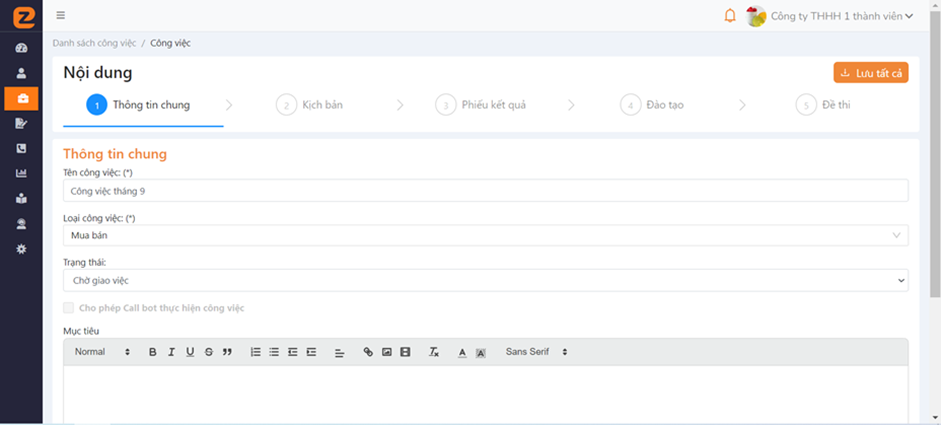 Công ty THHH 1 thành viên
Danh sách công việc / Công việc
Nội dung
Lưu tất cả
1 Thông tin chung
2 Kịch bản
3 Phiếu kết quả
4 Đào tạo
5 Đề thi
Thông tin chung
Tên công việc: (*)
Công việc tháng 9
Loại công việc: (*)
Mua bán
Trạng thái:
Chờ giao việc
Cho phép Call bot thực hiện công việc
Mục tiêu
Normal B I U S A A Sans Serif